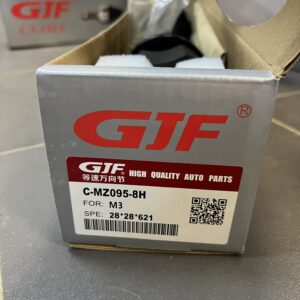 GJF
GJF®
GJF HIGH QUALITY AUTO PARTS
等速万向节
C-MZ095-8H
FOR: M3
SPE: 28*28*621